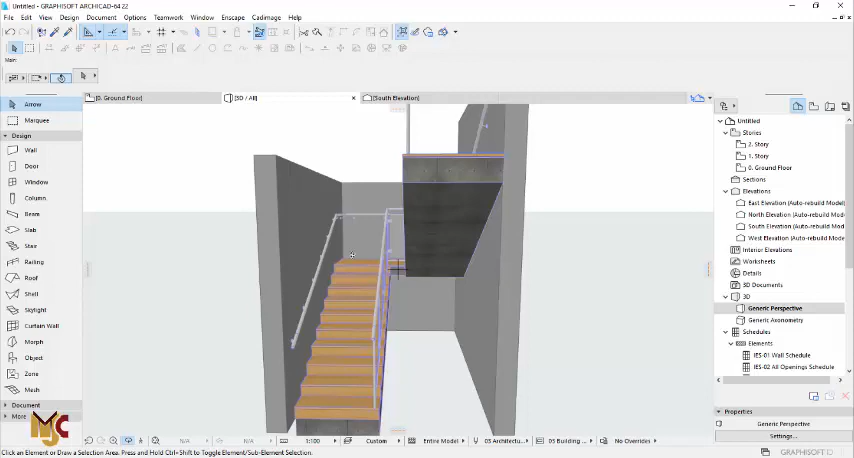 Untitled - GRAPHISOFT ARCHICAD-64 22
File Edit View Design Document Options Teamwork Window Enscape Cadimage Help
Main:
[0. Ground Floor]
[3D / All]
[South Elevation]
Arrow
Marquee
Design
Wall
Door
Window
Column
Beam
Slab
Stair
Railing
Roof
Shell
Skylight
Curtain Wall
Morph
Object
Zone
Mesh
Document
More
MJC
Untitled
Stories
2. Story
1. Story
0. Ground Floor
Sections
Elevations
East Elevation (Auto-rebuild Model)
North Elevation (Auto-rebuild Model)
South Elevation (Auto-rebuild Model)
West Elevation (Auto-rebuild Model)
Interior Elevations
Worksheets
Details
3D Documents
3D
Generic Perspective
Generic Axonometry
Schedules
Elements
IES-01 Wall Schedule
IES-02 All Openings Schedule
Properties
Generic Perspective
Settings...
N/A
N/A
1:100
Custom
Entire Model
03 Architectu...
03 Building ...
No Overrides
Click an Element or Draw a Selection Area. Press and Hold Ctrl+Shift to Toggle Element/Sub-Element Selection.
GRAPHISOFT ID